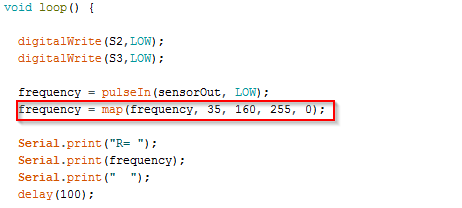 void loop() {
digitalWrite(S2,LOW);
digitalWrite(S3,LOW);
frequency = pulseIn(sensorOut, LOW);
frequency = map(frequency, 35, 160, 255, 0);
Serial.print("R= ");
Serial.print(frequency);
Serial.print("  ");
delay(100);